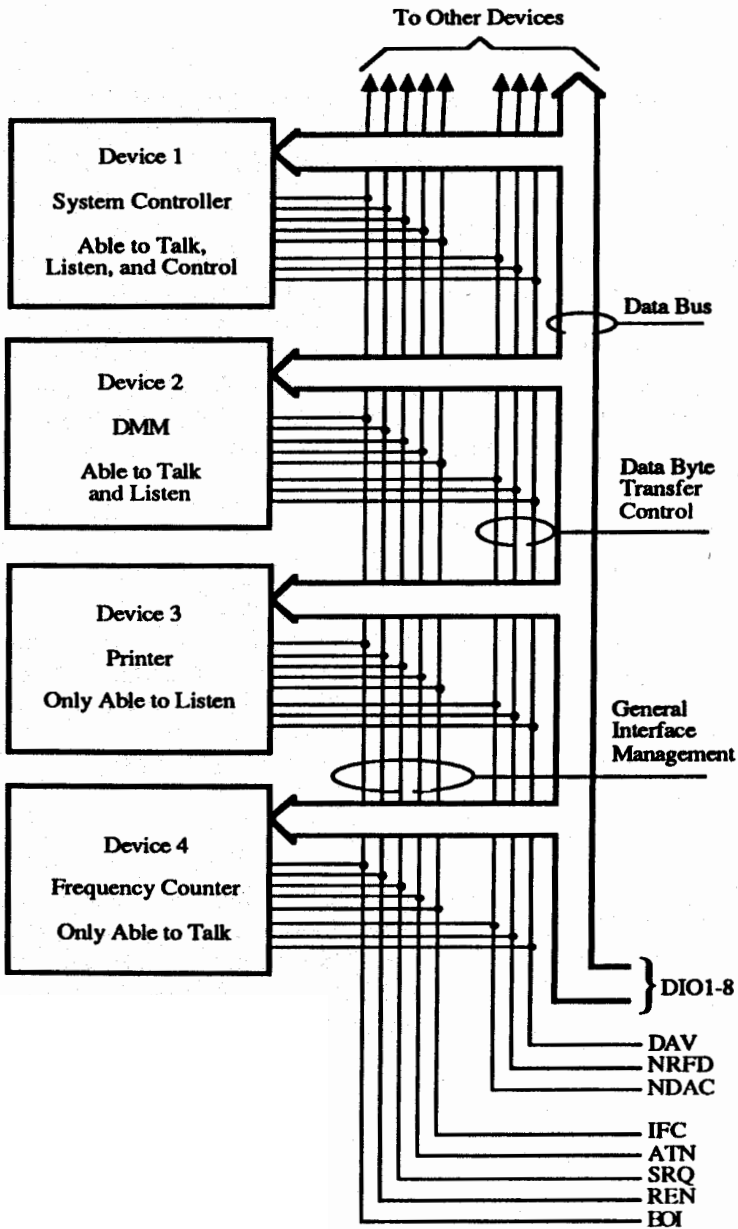 To Other Devices
Device 1
System Controller
Able to Talk,
Listen, and Control
Data Bus
Device 2
DMM
Able to Talk
and Listen
Data Byte
Transfer
Control
Device 3
Printer
Only Able to Listen
General
Interface
Management
Device 4
Frequency Counter
Only Able to Talk
DIO1-8
DAV
NRFD
NDAC
IFC
ATN
SRQ
REN
EOI